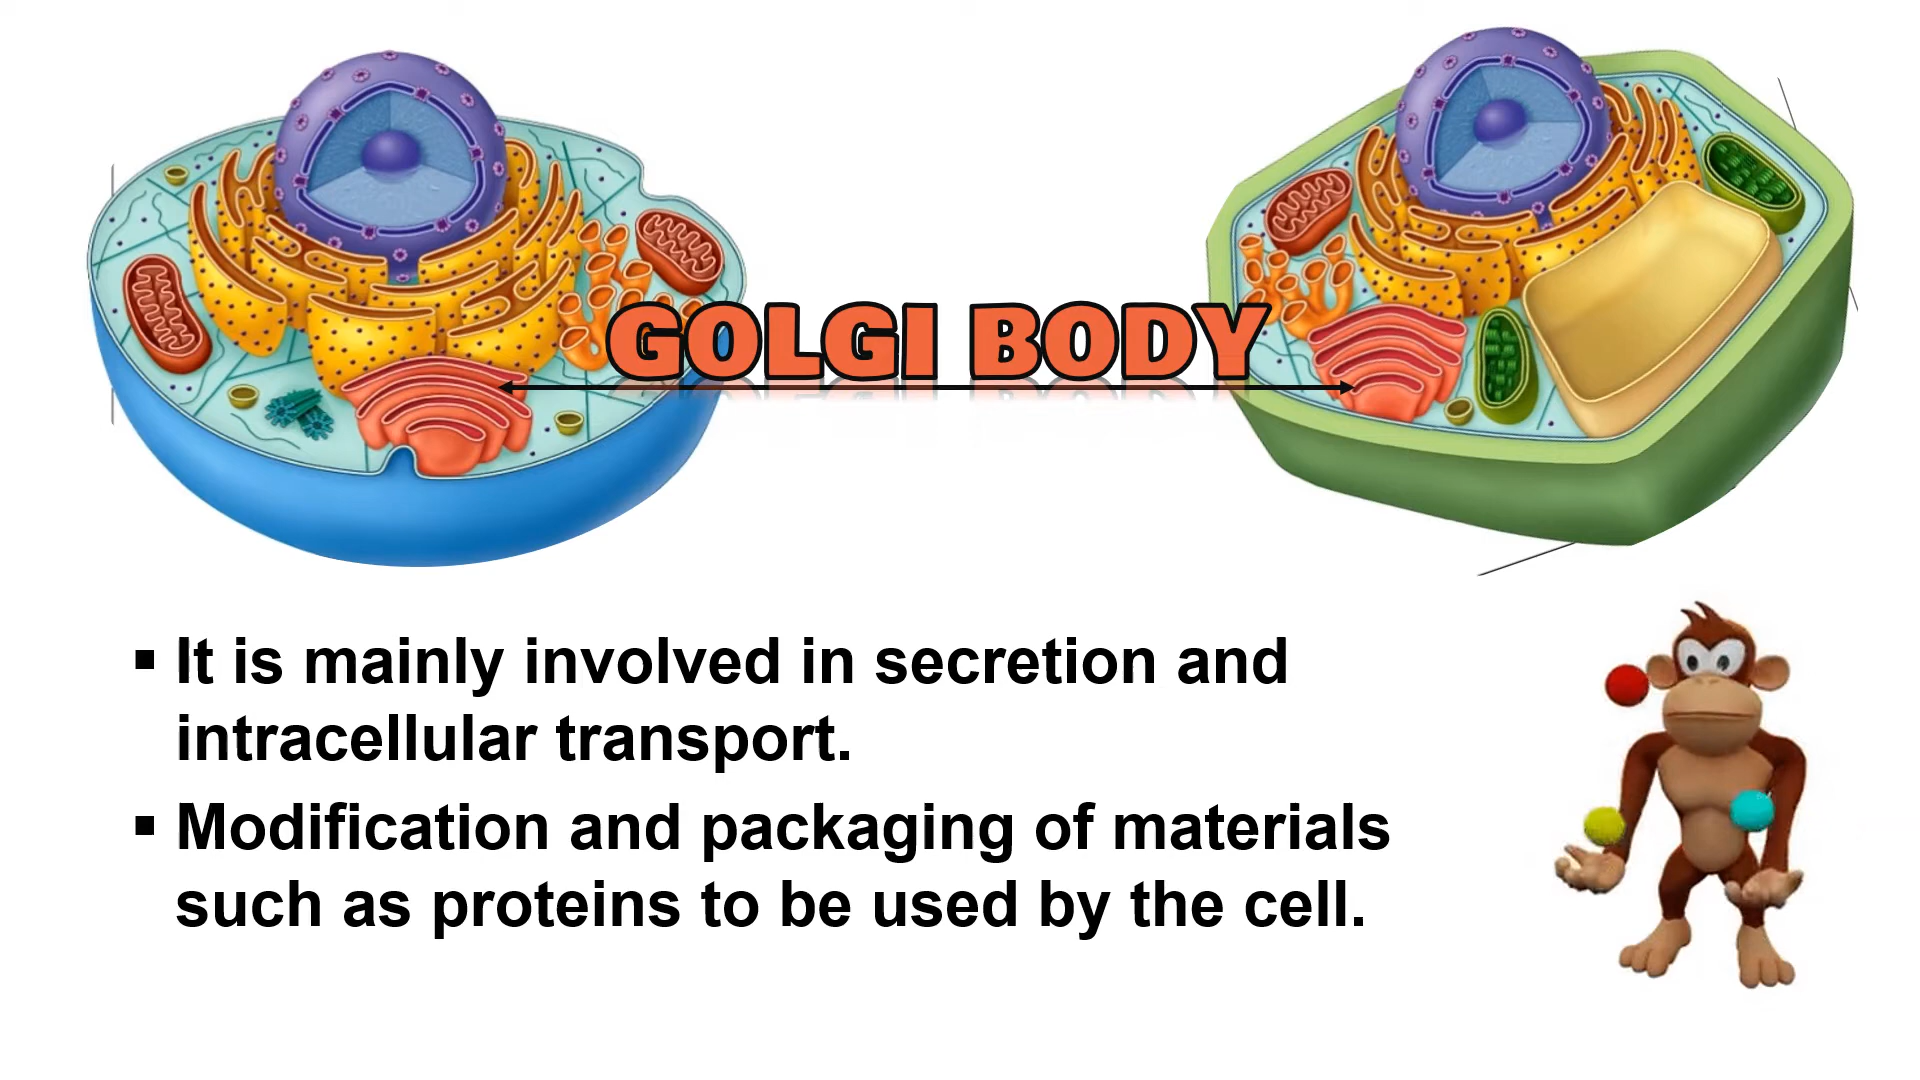 GOLGI BODY
▪ It is mainly involved in secretion and
intracellular transport.
▪ Modification and packaging of materials
such as proteins to be used by the cell.